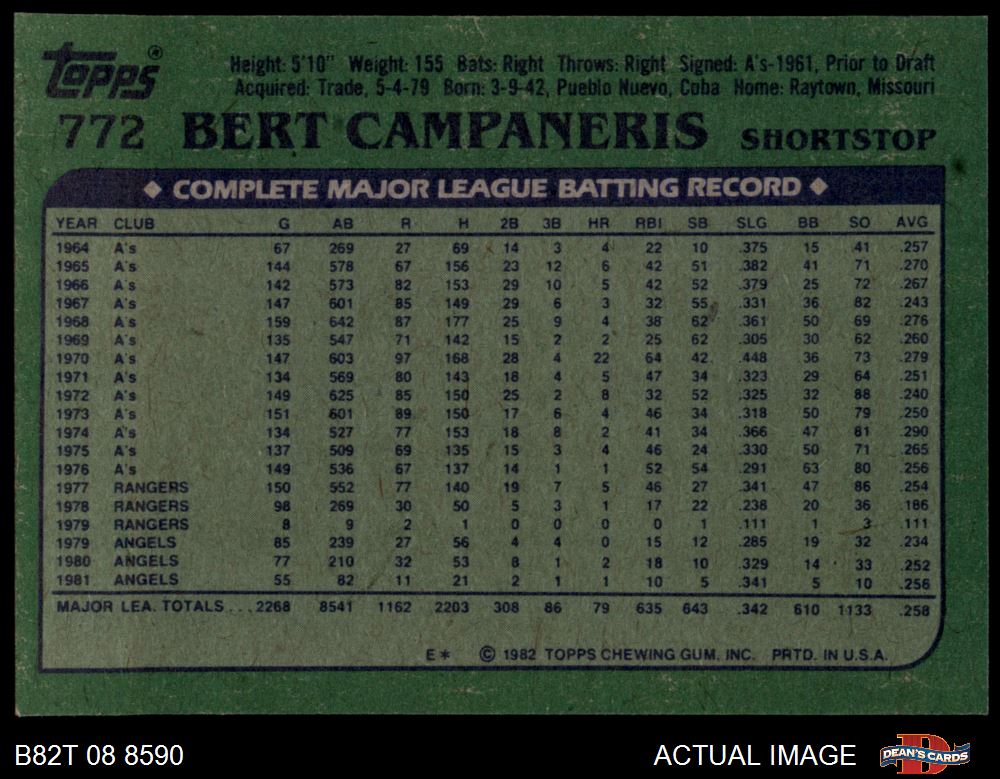 Topps®
Height: 5'10" Weight: 155 Bats: Right Throws: Right Signed: A's-1961, Prior to Draft
Acquired: Trade, 5-4-79 Born: 3-9-42, Pueblo Nuevo, Cuba Home: Raytown, Missouri
772 BERT CAMPANERIS SHORTSTOP
◆ COMPLETE MAJOR LEAGUE BATTING RECORD ◆
YEAR CLUB G AB R H 2B 3B HR RBI SB SLG BB SO AVG
1964 A's 67 269 27 69 14 3 4 22 10 .375 15 41 .257
1965 A's 144 578 67 156 23 12 6 42 51 .382 41 71 .270
1966 A's 142 573 82 153 29 10 5 42 52 .379 25 72 .267
1967 A's 147 601 85 149 29 6 3 32 55 .331 36 82 .243
1968 A's 159 642 87 177 25 9 4 38 62 .361 50 69 .276
1969 A's 135 547 71 142 15 2 2 25 62 .305 30 62 .260
1970 A's 147 603 97 168 28 4 22 64 42 .448 36 73 .279
1971 A's 134 569 80 143 18 4 5 47 34 .323 29 64 .251
1972 A's 149 625 85 150 25 2 8 32 52 .325 32 88 .240
1973 A's 151 601 89 150 17 6 4 46 34 .318 50 79 .250
1974 A's 134 527 77 153 18 8 2 41 34 .366 47 81 .290
1975 A's 137 509 69 135 15 3 4 46 24 .330 50 71 .265
1976 A's 149 536 67 137 14 1 1 52 54 .291 63 80 .256
1977 RANGERS 150 552 77 140 19 7 5 46 27 .341 47 86 .254
1978 RANGERS 98 269 30 50 5 3 1 17 22 .238 20 36 .186
1979 RANGERS 8 9 2 1 0 0 0 0 1 .111 1 3 .111
1979 ANGELS 85 239 27 56 4 4 0 15 12 .285 19 32 .234
1980 ANGELS 77 210 32 53 8 1 2 18 10 .329 14 33 .252
1981 ANGELS 55 82 11 21 2 1 1 10 5 .341 5 10 .256
MAJOR LEA. TOTALS...2268 8541 1162 2203 308 86 79 635 643 .342 610 1133 .258
E* © 1982 TOPPS CHEWING GUM, INC. PRTD. IN U.S.A.
B82T 08 8590 ACTUAL IMAGE DEAN'S CARDS